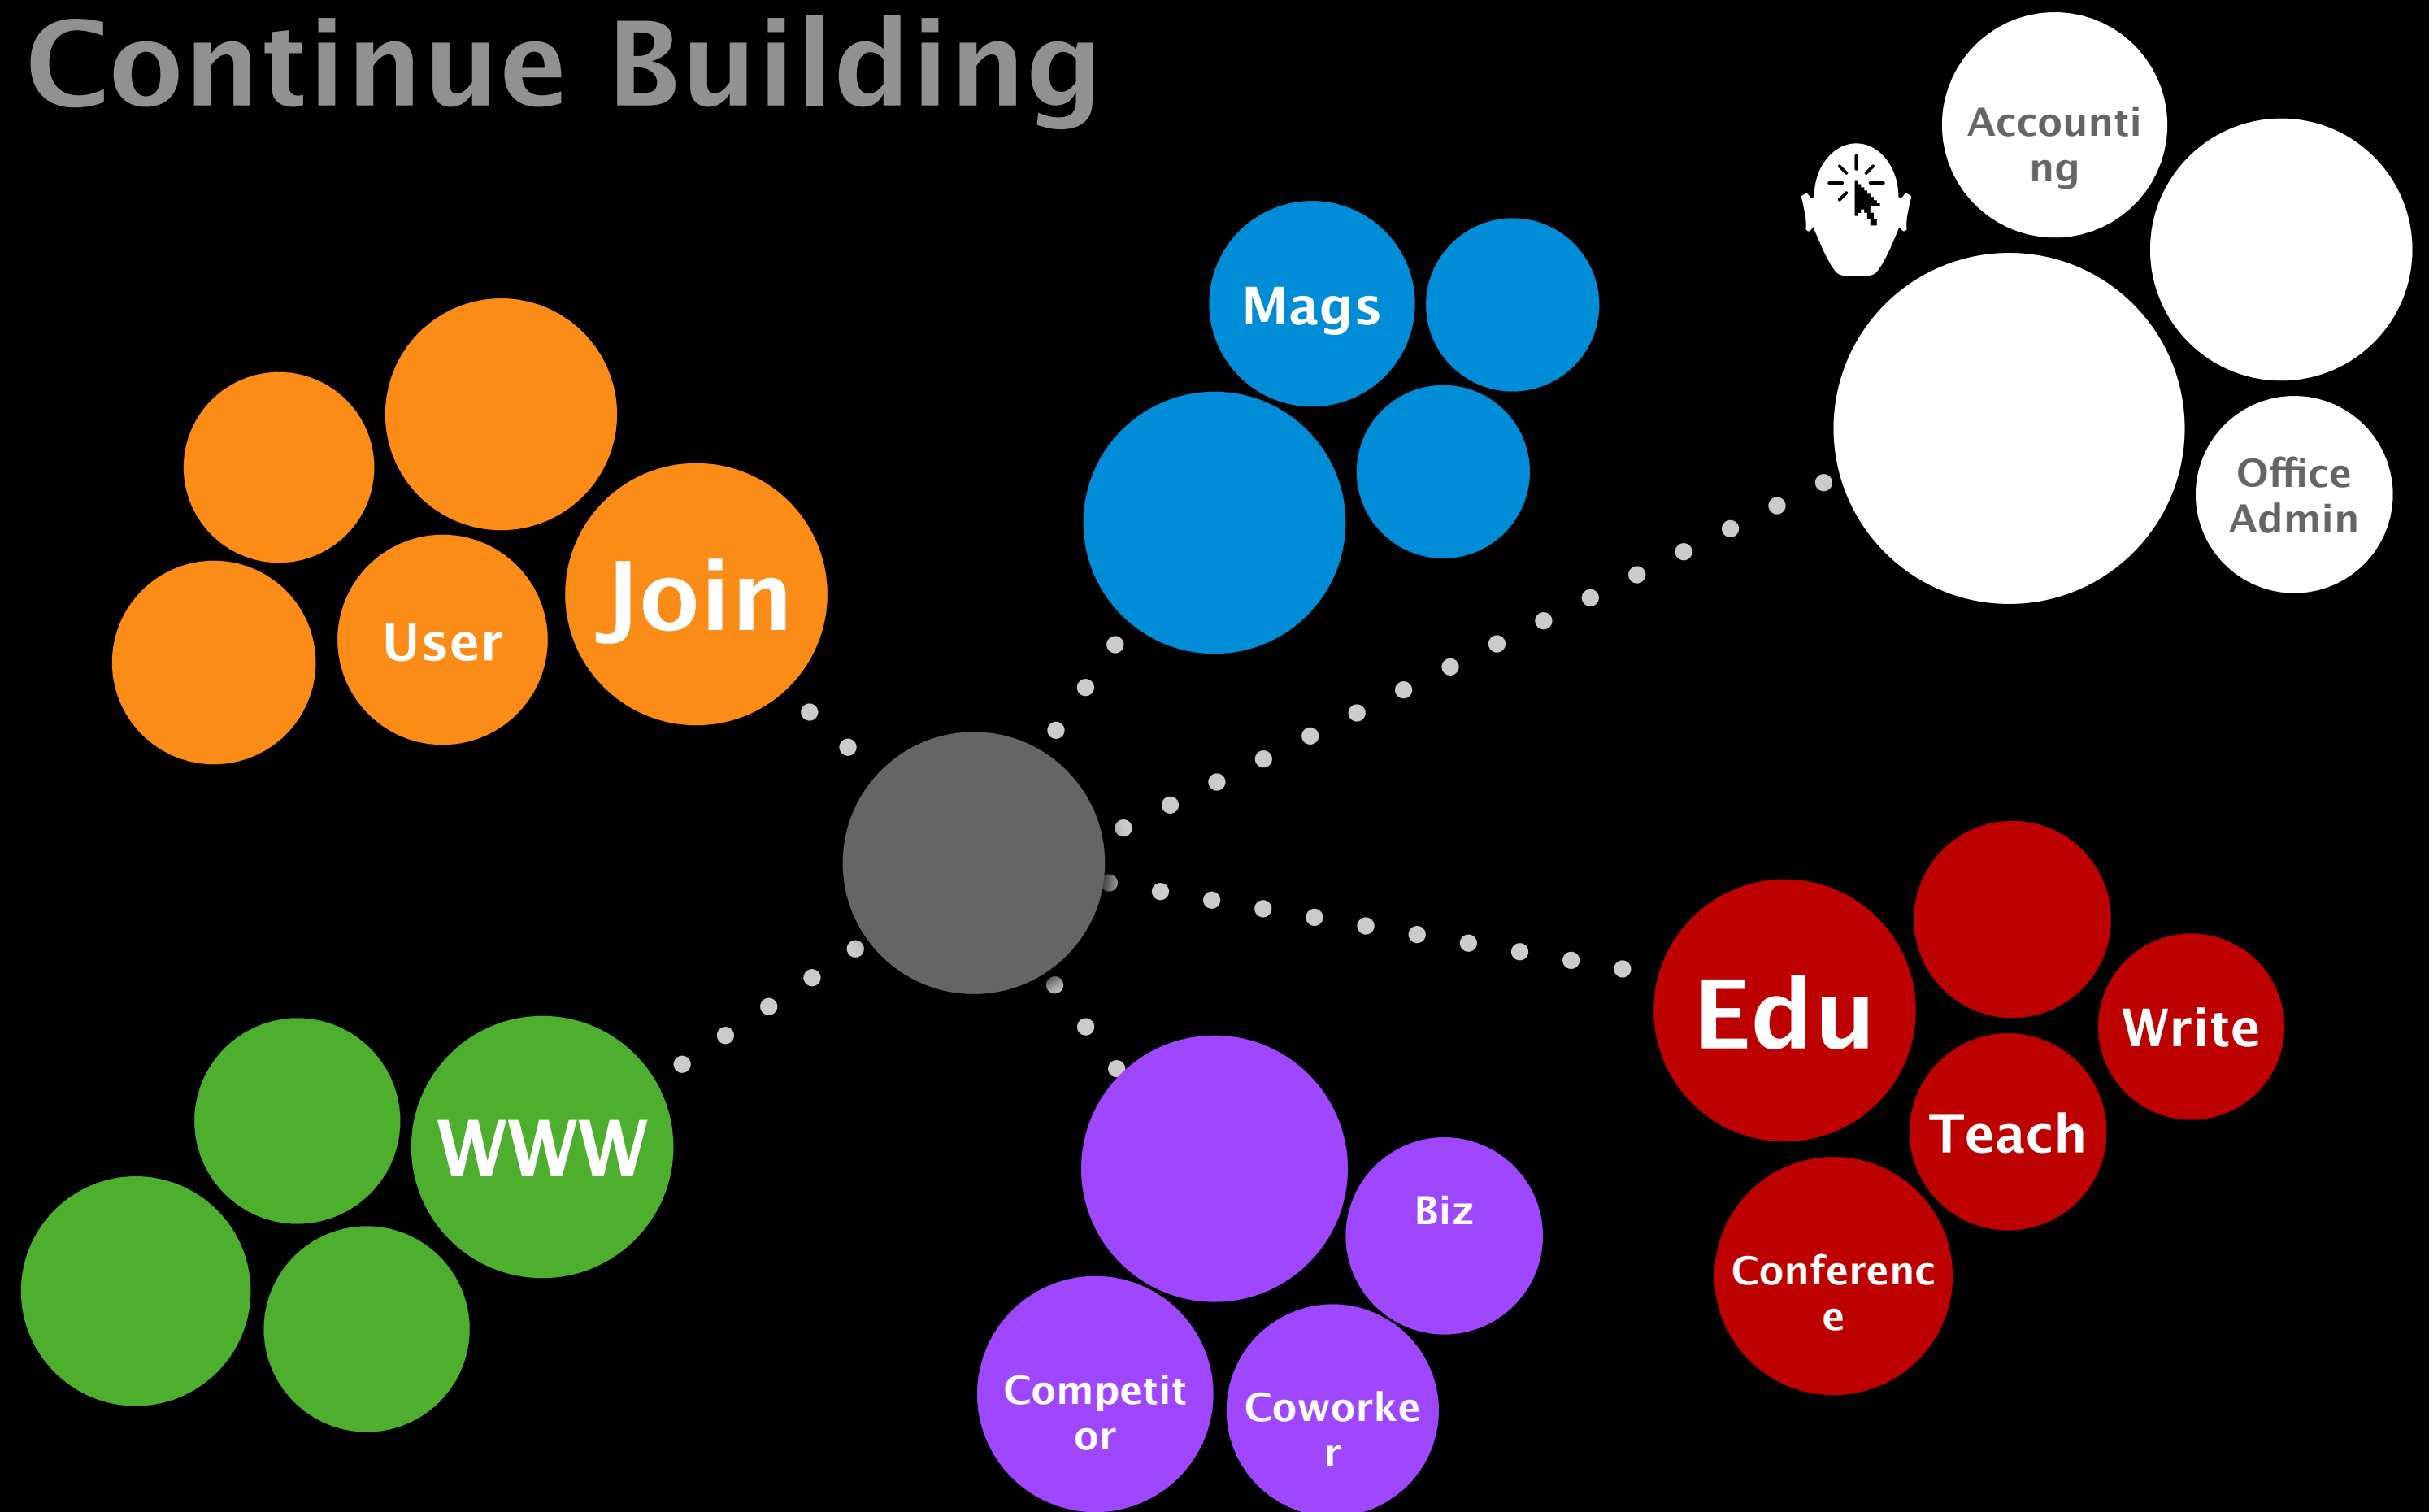 Continue Building
Accounti
ng
Mags
Office
Admin
Join
User
Edu
Write
Teach
WWW
Biz
Conferenc
e
Competit
or
Coworke
r